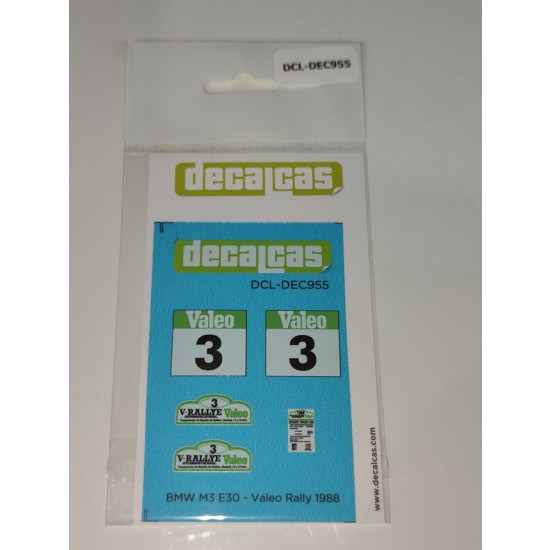 DCL-DEC955
decalcas
decalcas
DCL-DEC955
Valeo
3
Valeo
3
3
V-RALLYE Valeo
3
V-RALLYE Valeo
BMW M3 E30 - Valeo Rally 1988
www.decalcas.com